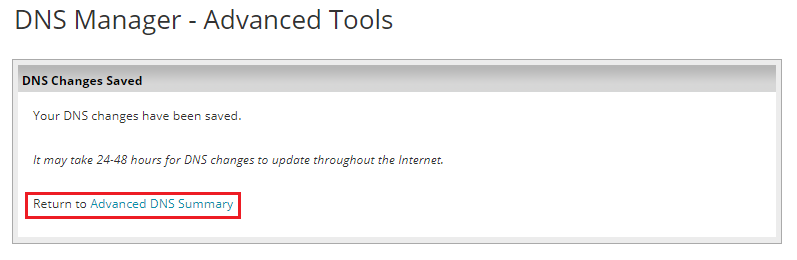 DNS Manager - Advanced Tools
DNS Changes Saved
Your DNS changes have been saved.
It may take 24-48 hours for DNS changes to update throughout the Internet.
Return to Advanced DNS Summary